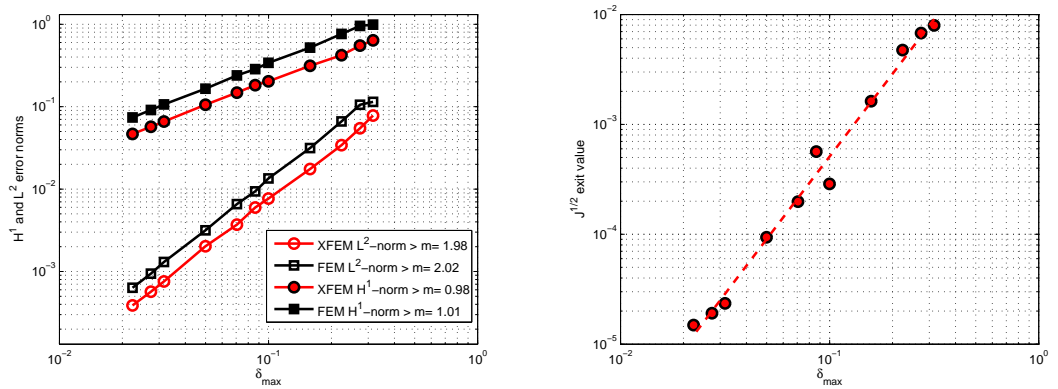 10^0
10^-1
10^-2
10^-3
10^-2
10^-1
10^0
δ_max
H^1 and L^2 error norms
XFEM L^2-norm > m= 1.98
FEM L^2-norm > m= 2.02
XFEM H^1-norm > m= 0.98
FEM H^1-norm > m= 1.01
10^-2
10^-3
10^-4
10^-5
10^-2
10^-1
10^0
δ_max
J^1/2 exit value